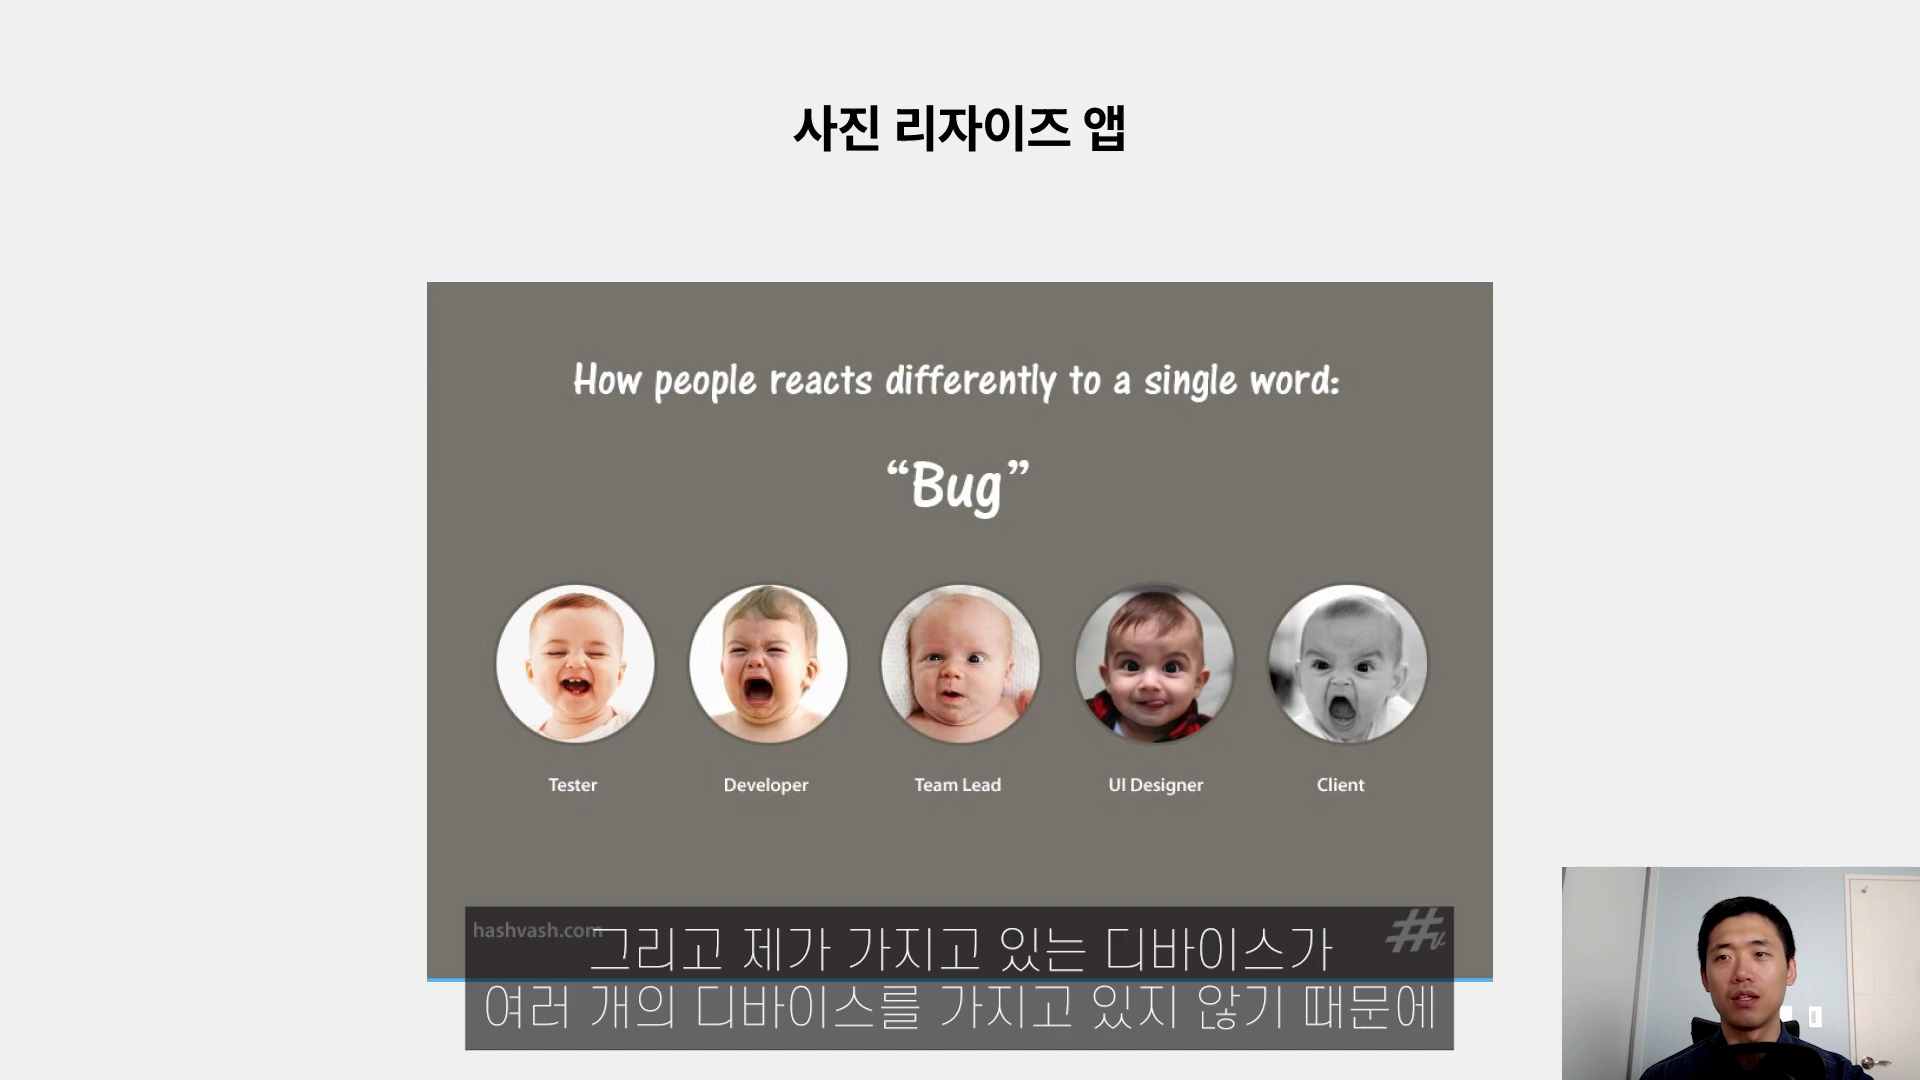 사진 리자이즈 앱
How people reacts differently to a single word:
“Bug”
Tester
Developer
Team Lead
UI Designer
Client
hashvash.com
#v
그리고 제가 가지고 있는 디바이스가
여러 개의 디바이스를 가지고 있지 않기 때문에